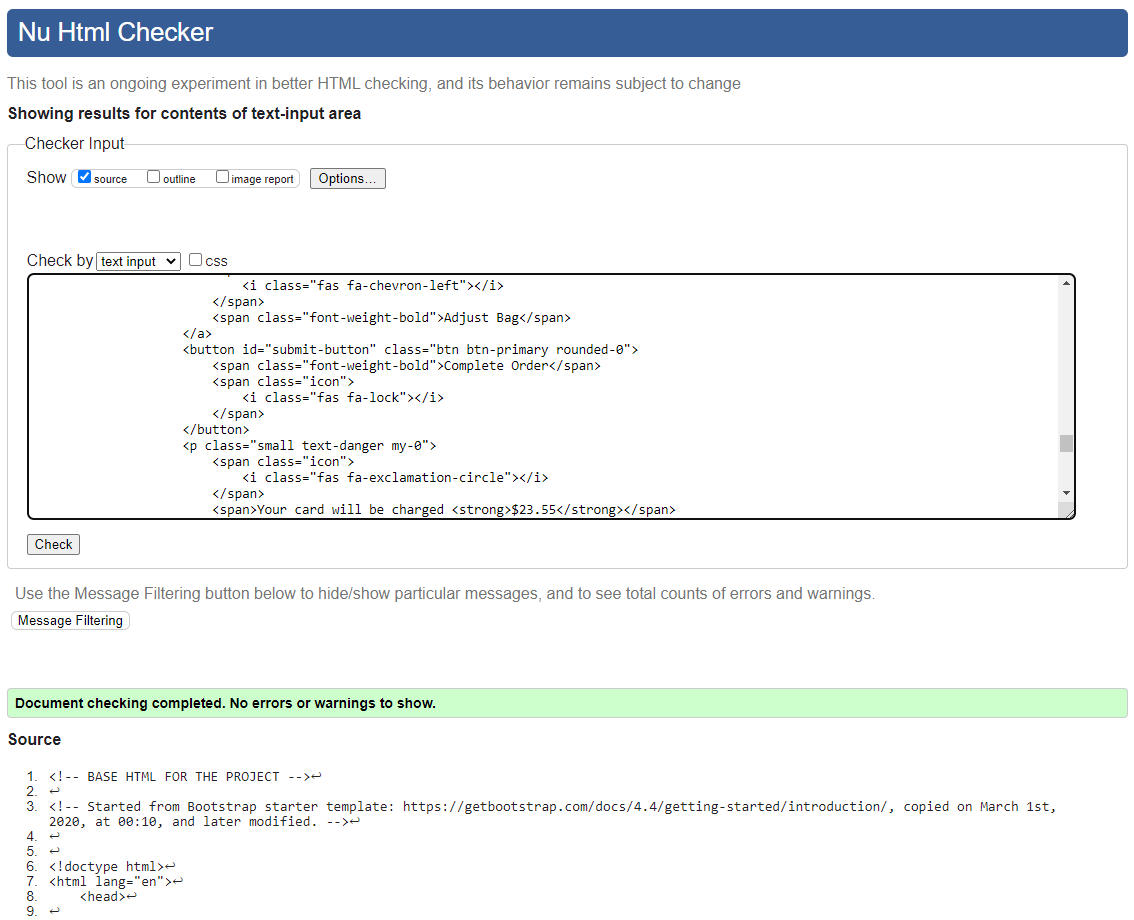 Nu Html Checker
This tool is an ongoing experiment in better HTML checking, and its behavior remains subject to change
Showing results for contents of text-input area
Checker Input
Show source outline image report Options...
Check by text input css
<i class="fas fa-chevron-left"></i>
</span>
<span class="font-weight-bold">Adjust Bag</span>
</a>
<button id="submit-button" class="btn btn-primary rounded-0">
<span class="font-weight-bold">Complete Order</span>
<span class="icon">
<i class="fas fa-lock"></i>
</span>
</button>
<p class="small text-danger my-0">
<span class="icon">
<i class="fas fa-exclamation-circle"></i>
</span>
<span>Your card will be charged <strong>$23.55</strong></span>
Check
Use the Message Filtering button below to hide/show particular messages, and to see total counts of errors and warnings.
Message Filtering
Document checking completed. No errors or warnings to show.
Source
1. <!-- BASE HTML FOR THE PROJECT -->↩
2. ↩
3. <!-- Started from Bootstrap starter template: https://getbootstrap.com/docs/4.4/getting-started/introduction/, copied on March 1st,
2020, at 00:10, and later modified. -->↩
4. ↩
5. ↩
6. <!doctype html>↩
7. <html lang="en">↩
8. <head>↩
9. ↩